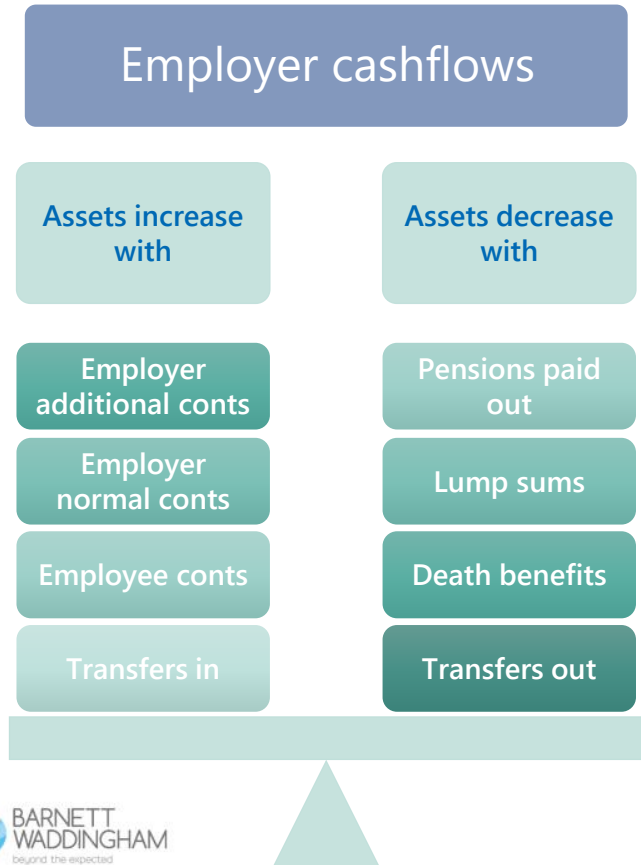 Employer cashflows
Assets increase
with
Assets decrease
with
Employer
additional conts
Pensions paid
out
Employer
normal conts
Lump sums
Employee conts
Death benefits
Transfers in
Transfers out
BARNETT
WADDINGHAM
beyond the expected